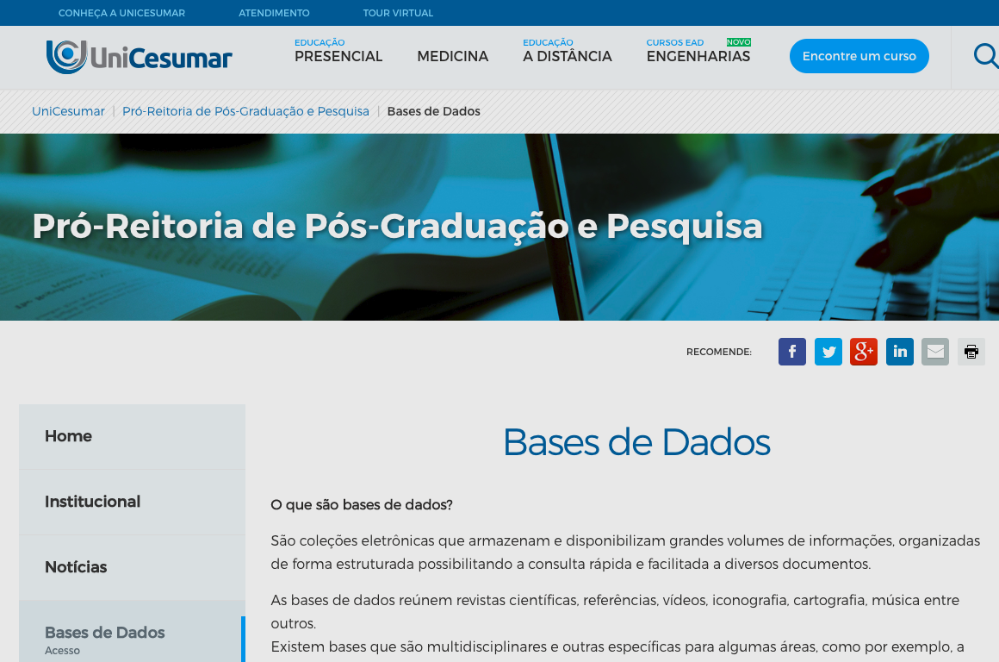 CONHEÇA A UNICESUMAR ATENDIMENTO TOUR VIRTUAL
UniCesumar
EDUCAÇÃO PRESENCIAL
MEDICINA
EDUCAÇÃO A DISTÂNCIA
CURSOS EAD NOVO ENGENHARIAS
Encontre um curso
UniCesumar | Pró-Reitoria de Pós-Graduação e Pesquisa | Bases de Dados
Pró-Reitoria de Pós-Graduação e Pesquisa
RECOMENDE:
Home
Institucional
Notícias
Bases de Dados
Acesso
Bases de Dados
O que são bases de dados?
São coleções eletrônicas que armazenam e disponibilizam grandes volumes de informações, organizadas
de forma estruturada possibilitando a consulta rápida e facilitada a diversos documentos.
As bases de dados reúnem revistas científicas, referências, vídeos, iconografia, cartografia, música entre
outros.
Existem bases que são multidisciplinares e outras específicas para algumas áreas, como por exemplo, a